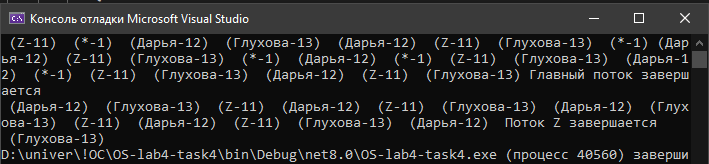 Консоль отладки Microsoft Visual Studio
(Z-11)  (*-1)  (Дарья-12)  (Глухова-13)  (Дарья-12)  (Z-11)  (Глухова-13)  (*-1) (Дар
ья-12)  (Z-11)  (Глухова-13)  (*-1)  (Дарья-12)  (*-1)  (Z-11)  (Глухова-13)  (Дарья-1
2)  (*-1)  (Z-11)  (Глухова-13)  (Дарья-12)  (Z-11)  (Глухова-13) Главный поток заверш
ается
(Дарья-12)  (Глухова-13)  (Z-11)  (Дарья-12)  (Z-11)  (Глухова-13)  (Дарья-12)  (Глух
ова-13)  (Z-11)  (Дарья-12)  (Глухова-13)  (Z-11)  (Дарья-12)  Поток Z завершается
(Глухова-13)
D:\univer\!ОС\OS-lab4-task4\bin\Debug\net8.0\OS-lab4-task4.exe (процесс 40560) заверши